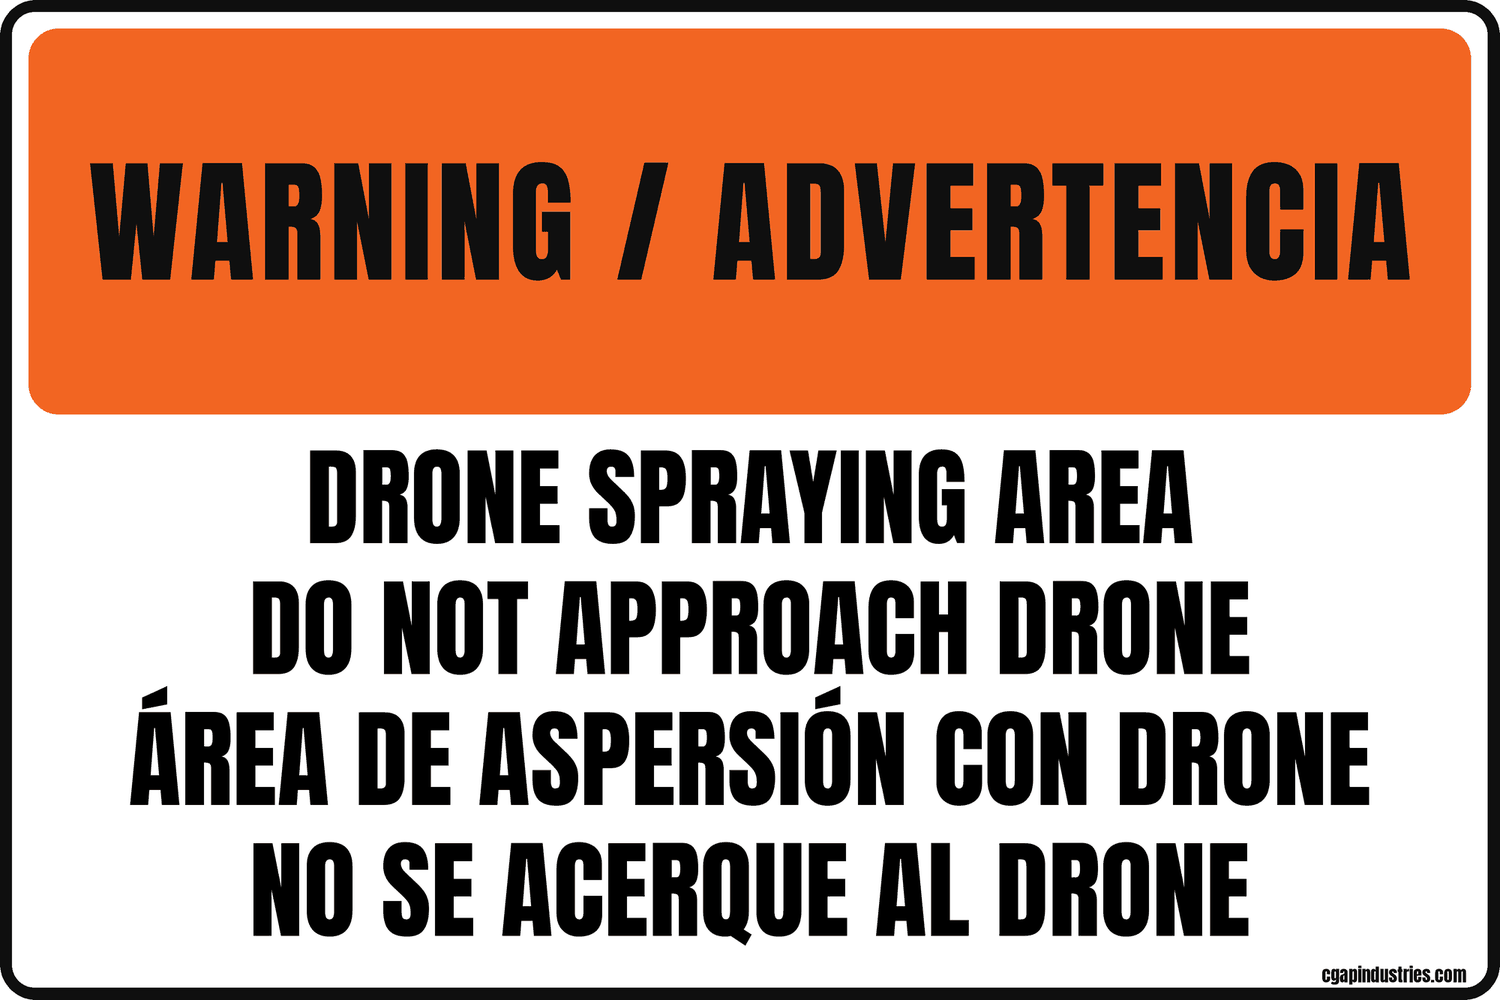 WARNING / ADVERTENCIA
DRONE SPRAYING AREA
DO NOT APPROACH DRONE
ÁREA DE ASPERSIÓN CON DRONE
NO SE ACERQUE AL DRONE
cgapindustries.com